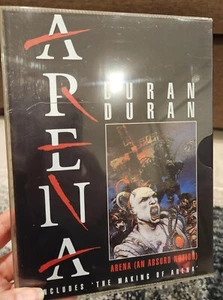 ARENA
DURAN
DURAN
ARENA (AN ABSURD NOTION)
INCLUDES 'THE MAKING OF ARENA'